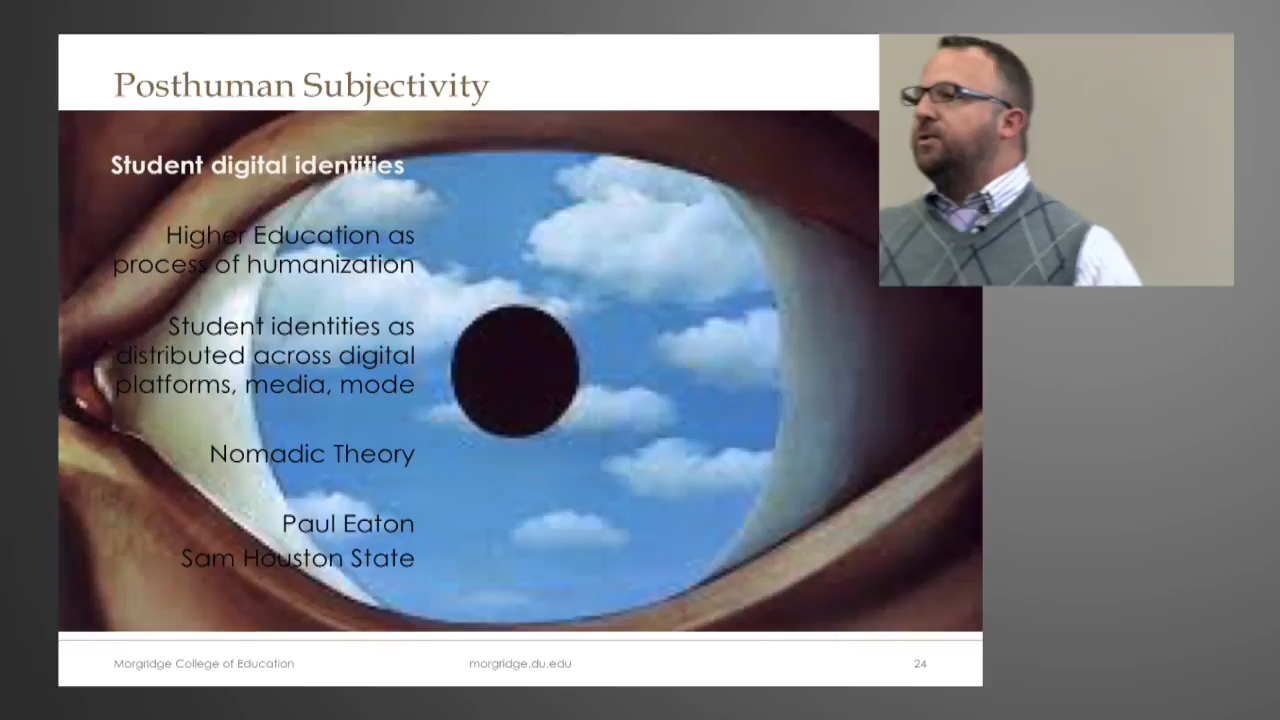 Posthuman Subjectivity
Student digital identities
Higher Education as
process of humanization
Student identities as
distributed across digital
platforms, media, mode
Nomadic Theory
Paul Eaton
Sam Houston State
Morgridge College of Education
morgridge.du.edu
24